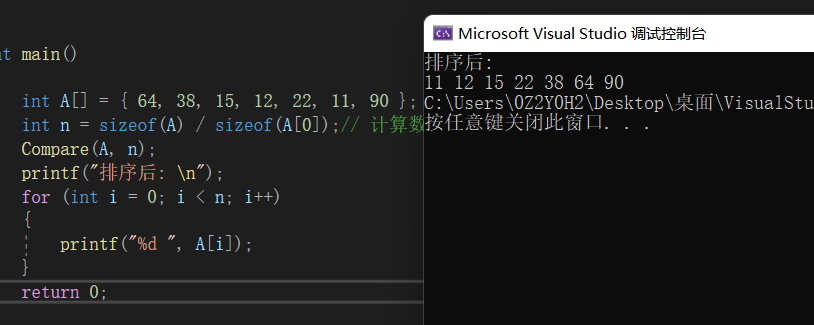 main()
int A[] = { 64, 38, 15, 12, 22, 11, 90 };
int n = sizeof(A) / sizeof(A[0]);// 计算数
Compare(A, n);
printf("排序后: \n");
for (int i = 0; i < n; i++)
{
printf("%d ", A[i]);
}
return 0;
Microsoft Visual Studio 调试控制台
排序后:
11 12 15 22 38 64 90
C:\Users\0Z2Y0H2\Desktop\桌面\VisualStu
按任意键关闭此窗口. . .